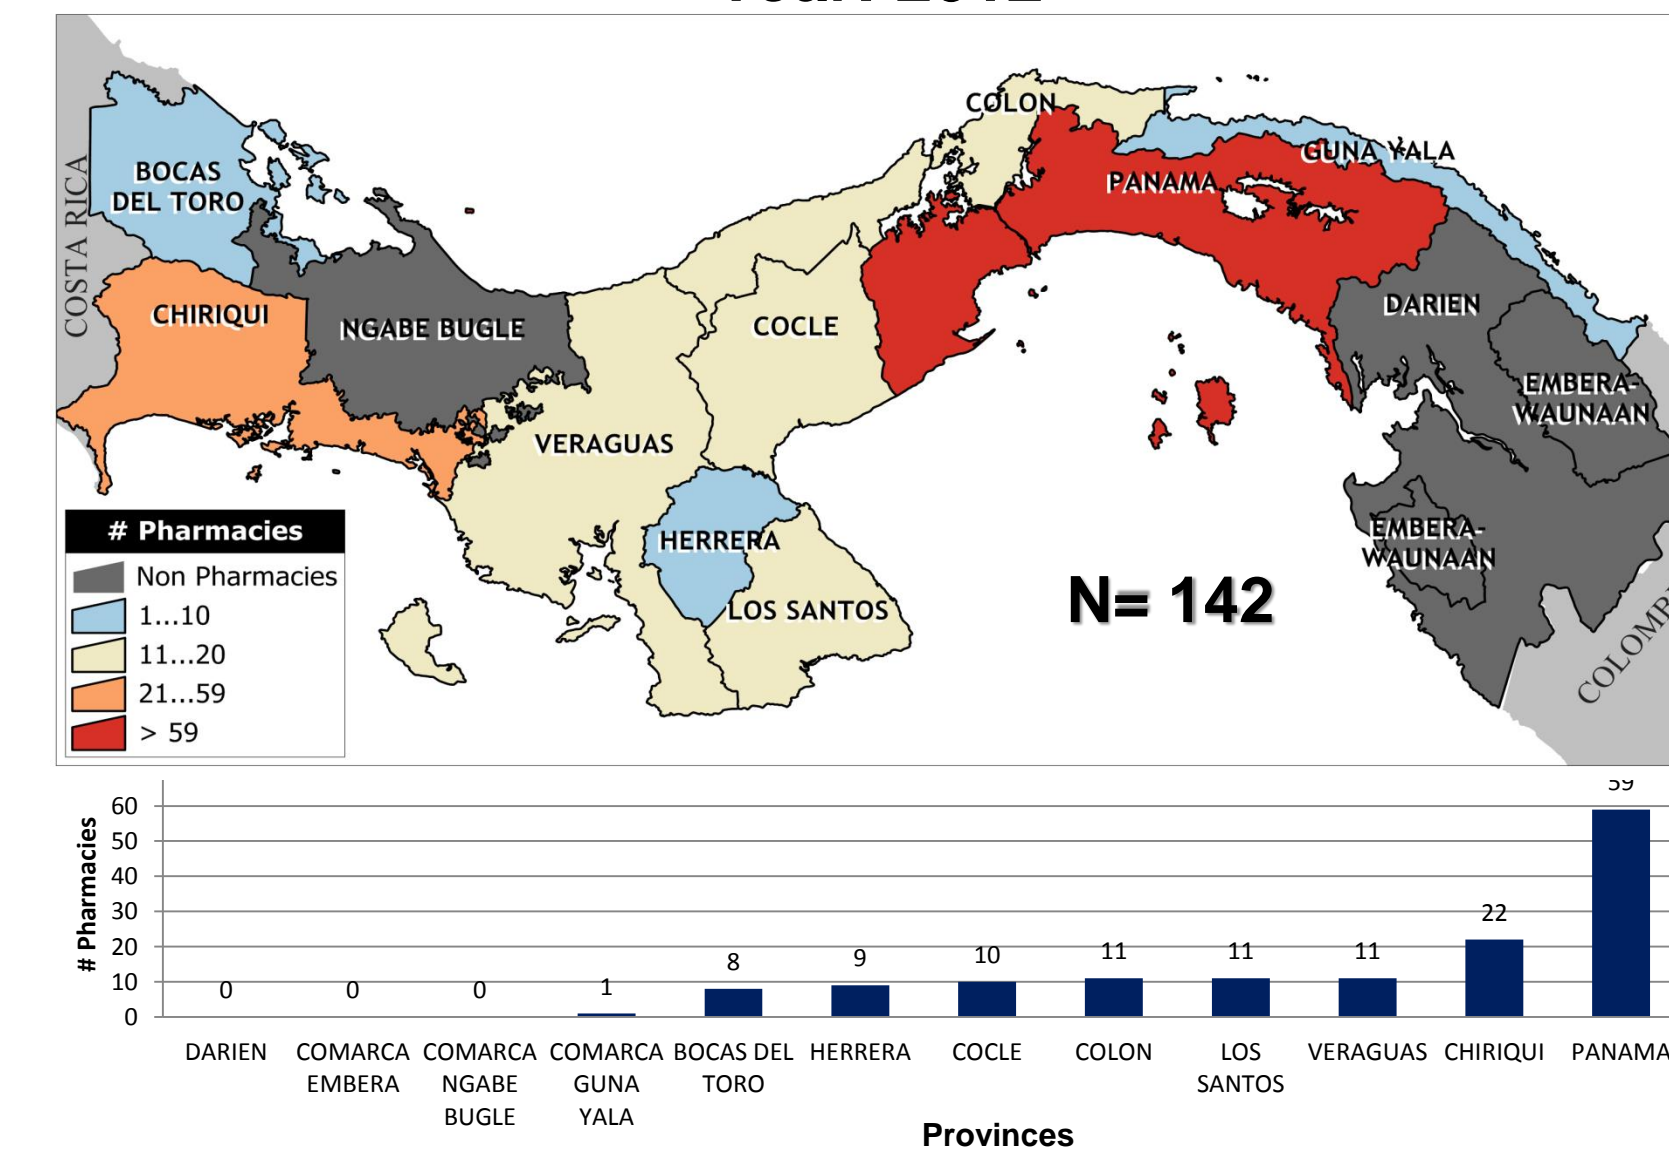 COLON
COSTA RICA
BOCAS
DEL TORO
GUNA YALA
PANAMA
CHIRIQUI
NGABE BUGLE
COCLE
DARIEN
EMBERA-
WAUNAAN
VERAGUAS
HERRERA
EMBERA-
WAUNAAN
LOS SANTOS
N= 142
# Pharmacies
Non Pharmacies
1...10
11...20
21...59
> 59
# Pharmacies
60
50
40
30
20
10
0
0
0
0
1
8
9
10
11
11
11
22
59
DARIEN
COMARCA
EMBERA
COMARCA
NGABE
BUGLE
COMARCA
GUNA
YALA
BOCAS DEL
TORO
HERRERA
COCLE
COLON
LOS
SANTOS
VERAGUAS
CHIRIQUI
PANAMA
Provinces